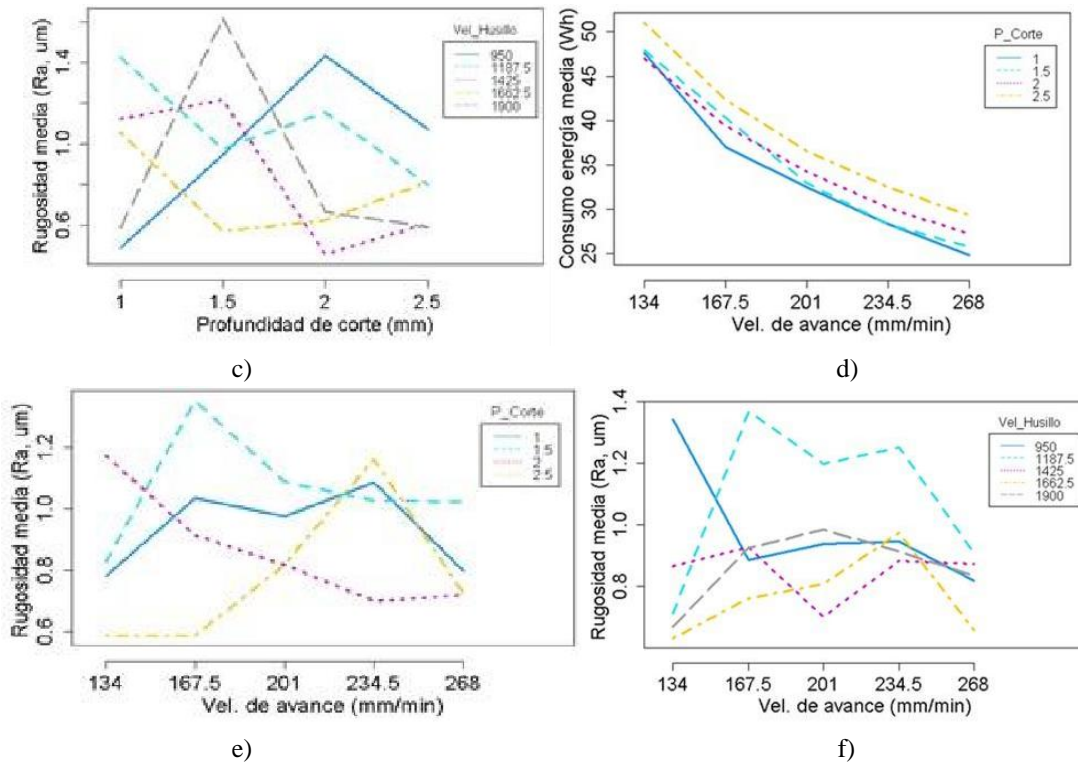 Vel_Husillo
950
1187.5
1425
1662.5
1900
1.4
1.0
0.6
Rugosidad media (Ra, um)
1 1.5 2 2.5
Profundidad de corte (mm)
c)
P_Corte
1
1.5
2
2.5
50
45
40
35
30
25
Consumo energía media (Wh)
134 167.5 201 234.5 268
Vel. de avance (mm/min)
d)
P_Corte
1.2
1.0
0.8
0.6
Rugosidad media (Ra, um)
134 167.5 201 234.5 268
Vel. de avance (mm/min)
e)
Vel_Husillo
950
1187.5
1425
1662.5
1900
1.4
1.2
1.0
0.8
Rugosidad media (Ra, um)
134 167.5 201 234.5 268
Vel. de avance (mm/min)
f)